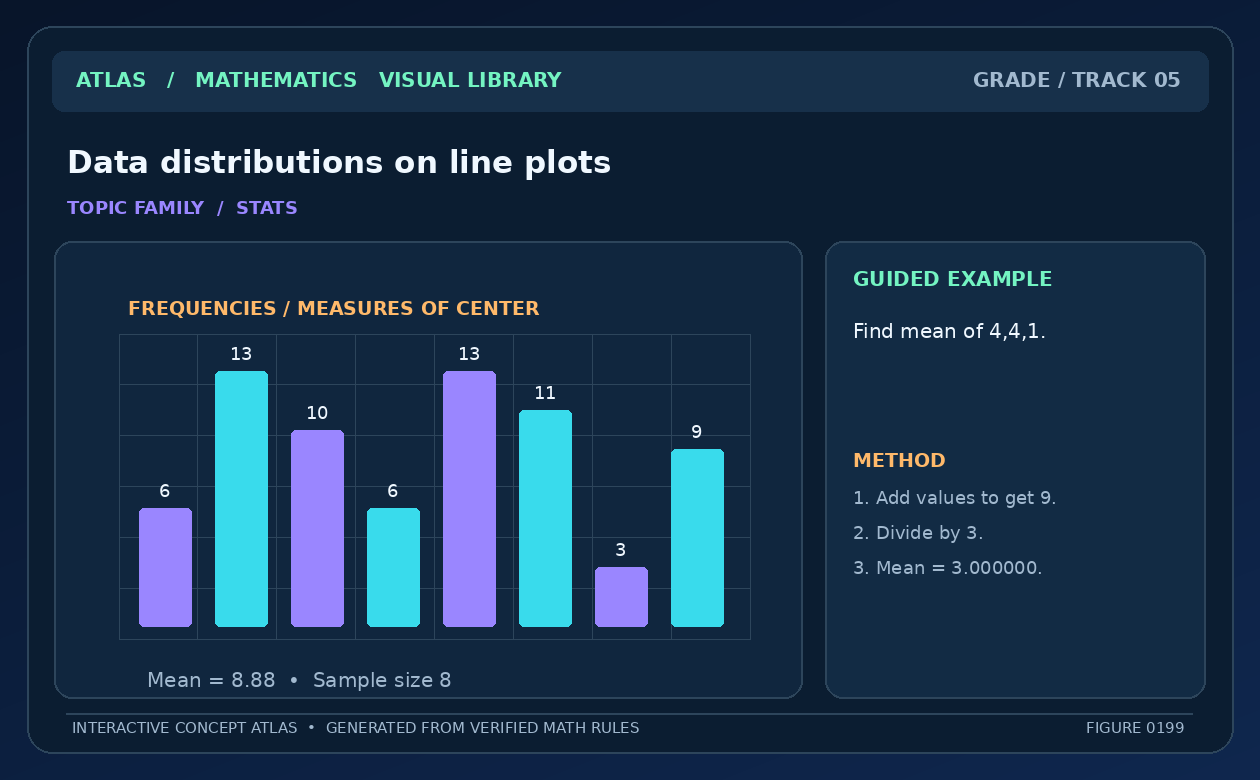 ATLAS / MATHEMATICS VISUAL LIBRARY
GRADE / TRACK 05
Data distributions on line plots
TOPIC FAMILY / STATS
FREQUENCIES / MEASURES OF CENTER
6
13
10
6
13
11
3
9
Mean = 8.88 • Sample size 8
GUIDED EXAMPLE
Find mean of 4,4,1.
METHOD
1. Add values to get 9.
2. Divide by 3.
3. Mean = 3.000000.
INTERACTIVE CONCEPT ATLAS • GENERATED FROM VERIFIED MATH RULES
FIGURE 0199